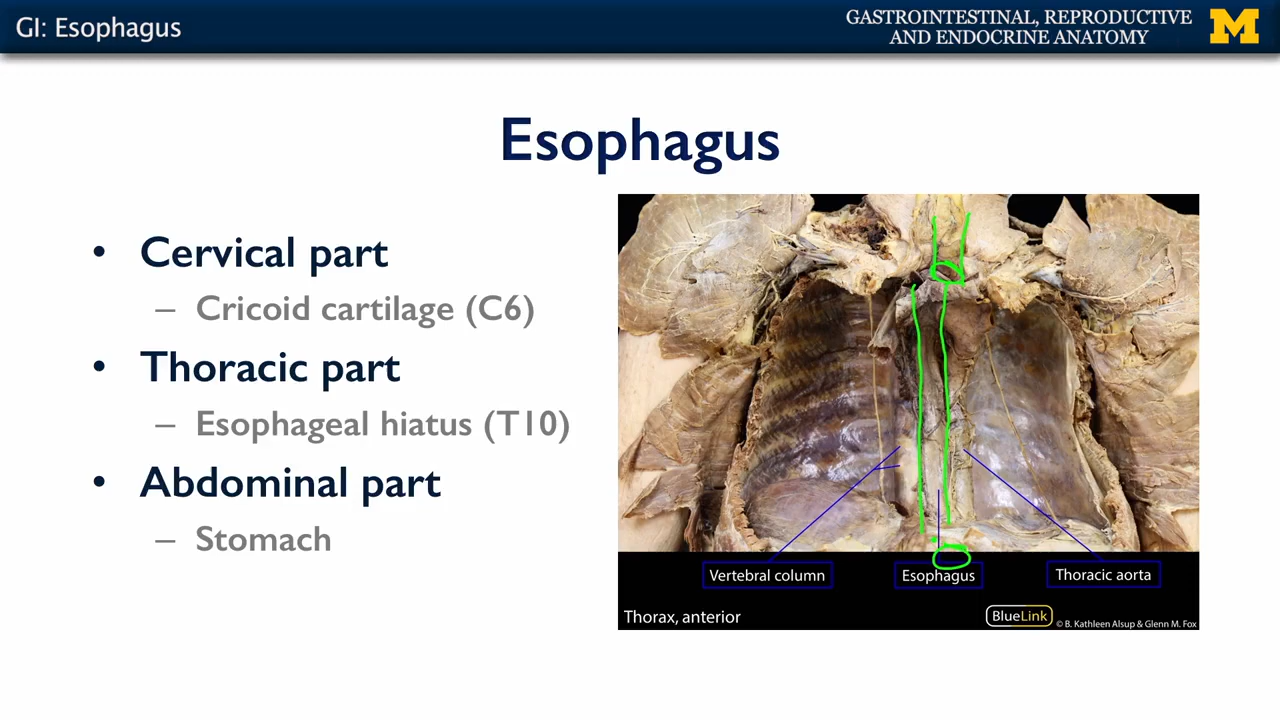 GI: Esophagus
GASTROINTESTINAL, REPRODUCTIVE
AND ENDOCRINE ANATOMY
M
Esophagus
• Cervical part
– Cricoid cartilage (C6)
• Thoracic part
– Esophageal hiatus (T10)
• Abdominal part
– Stomach
Vertebral column
Esophagus
Thoracic aorta
Thorax, anterior
BlueLink
© B. Kathleen Alsup & Glenn M. Fox